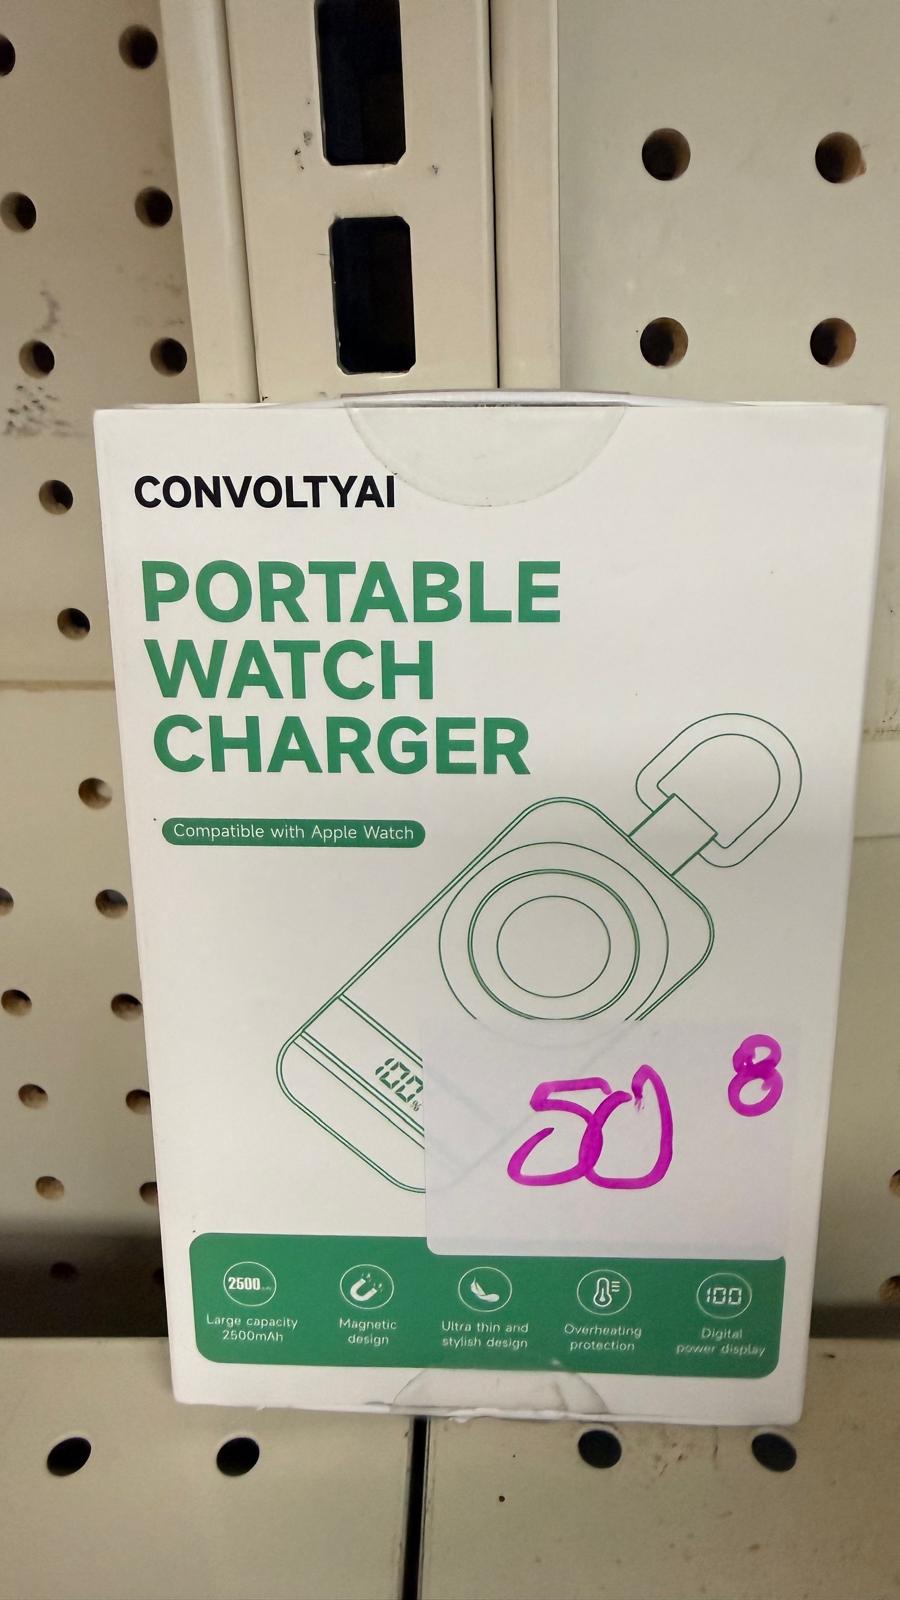 CONVOLTYAI
PORTABLE
WATCH
CHARGER
Compatible with Apple Watch
100%
50 8
2500mAh
Large capacity
2500mAh
Magnetic
design
Ultra thin and
stylish design
Overheating
protection
100
Digital
power display